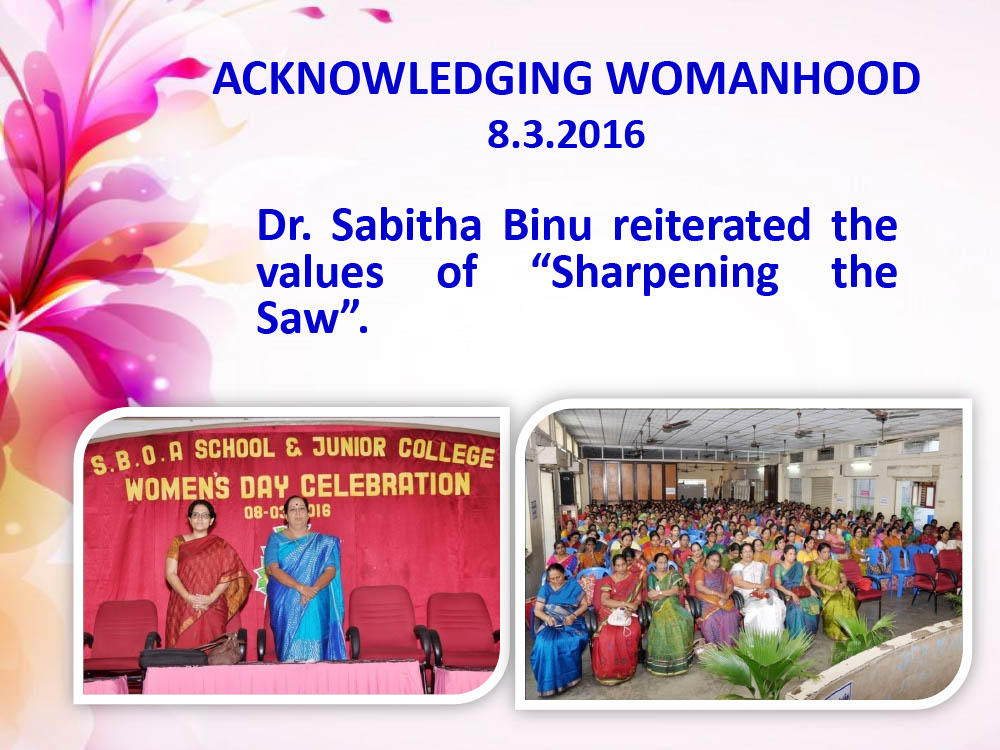 ACKNOWLEDGING WOMANHOOD
8.3.2016
Dr. Sabitha Binu reiterated the
values of “Sharpening the
Saw”.
S.B.O.A SCHOOL & JUNIOR COLLEGE
WOMEN'S DAY CELEBRATION